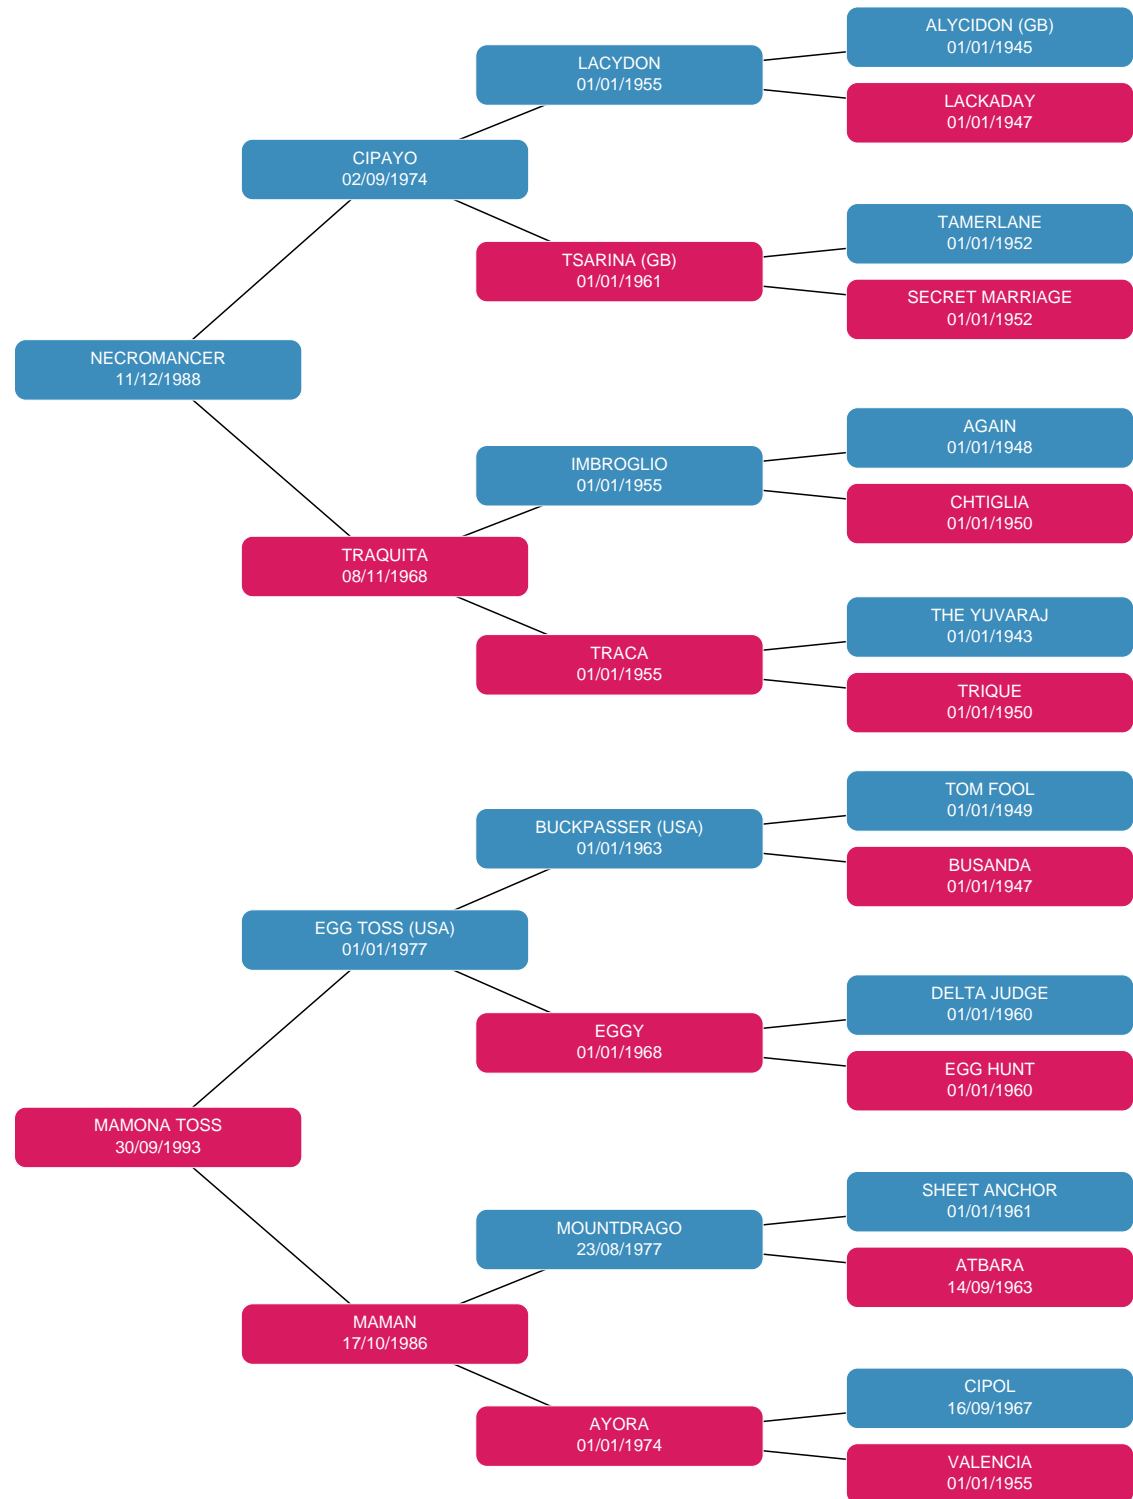 ALYCIDON (GB)
01/01/1945
LACYDON
01/01/1955
LACKADAY
01/01/1947
CIPAYO
02/09/1974
TAMERLANE
01/01/1952
TSARINA (GB)
01/01/1961
SECRET MARRIAGE
01/01/1952
NECROMANCER
11/12/1988
AGAIN
01/01/1948
IMBROGLIO
01/01/1955
CHTIGLIA
01/01/1950
TRAQUITA
08/11/1968
THE YUVARAJ
01/01/1943
TRACA
01/01/1955
TRIQUE
01/01/1950
TOM FOOL
01/01/1949
BUCKPASSER (USA)
01/01/1963
BUSANDA
01/01/1947
EGG TOSS (USA)
01/01/1977
DELTA JUDGE
01/01/1960
EGGY
01/01/1968
EGG HUNT
01/01/1960
MAMONA TOSS
30/09/1993
SHEET ANCHOR
01/01/1961
MOUNTDRAGO
23/08/1977
ATBARA
14/09/1963
MAMAN
17/10/1986
CIPOL
16/09/1967
AYORA
01/01/1974
VALENCIA
01/01/1955